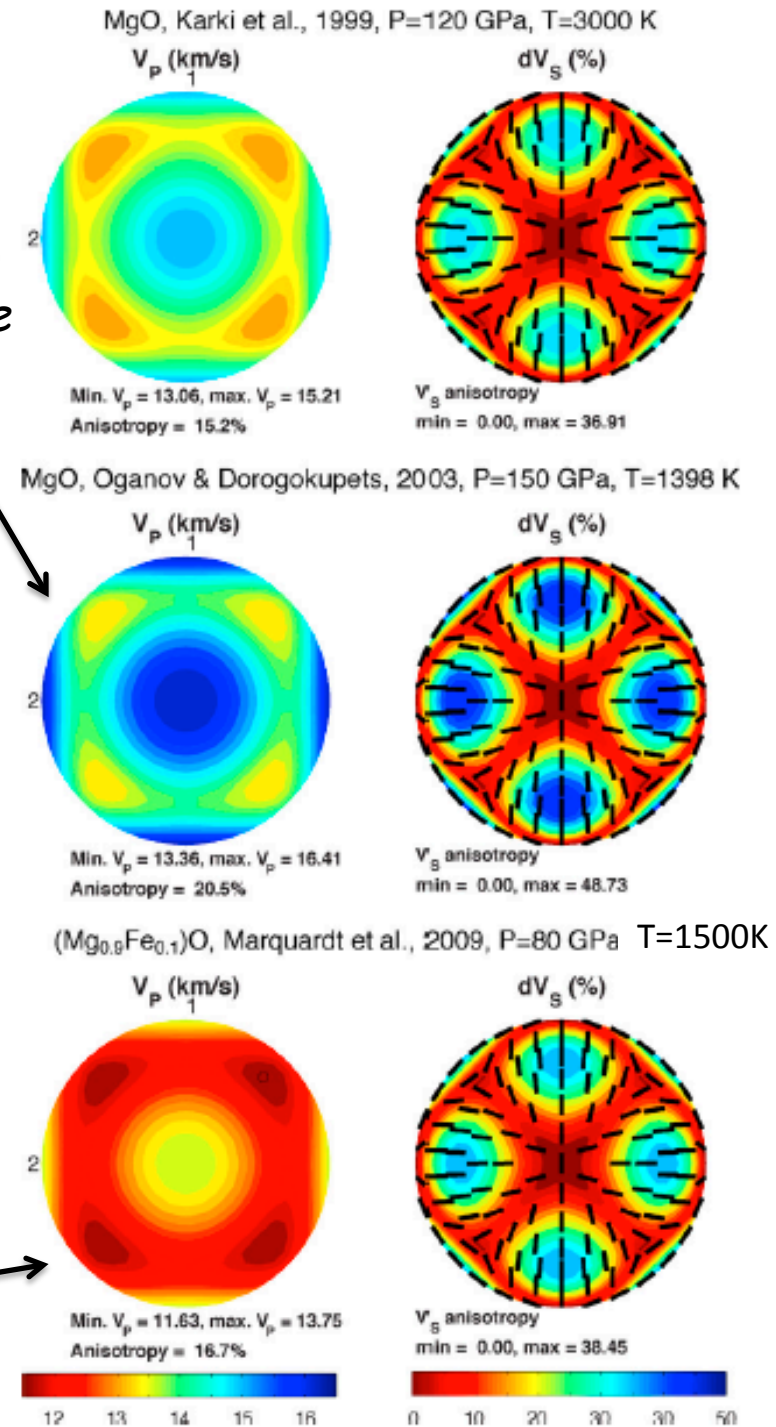 MgO, Karki et al., 1999, P=120 GPa, T=3000 K
V_P (km/s)
dV_S (%)
1
2
e
Min. V_p = 13.06, max. V_p = 15.21
Anisotropy = 15.2%
V_S anisotropy
min = 0.00, max = 36.91
MgO, Oganov & Dorogokupets, 2003, P=150 GPa, T=1398 K
V_P (km/s)
dV_S (%)
1
2
Min. V_p = 13.36, max. V_p = 16.41
Anisotropy = 20.5%
V_S anisotropy
min = 0.00, max = 48.73
(Mg0.9Fe0.1)O, Marquardt et al., 2009, P=80 GPa T=1500K
V_P (km/s)
dV_S (%)
1
2
Min. V_p = 11.63, max. V_p = 13.75
Anisotropy = 16.7%
V_S anisotropy
min = 0.00, max = 38.45
12 13 14 15 16
0 10 20 30 30 50